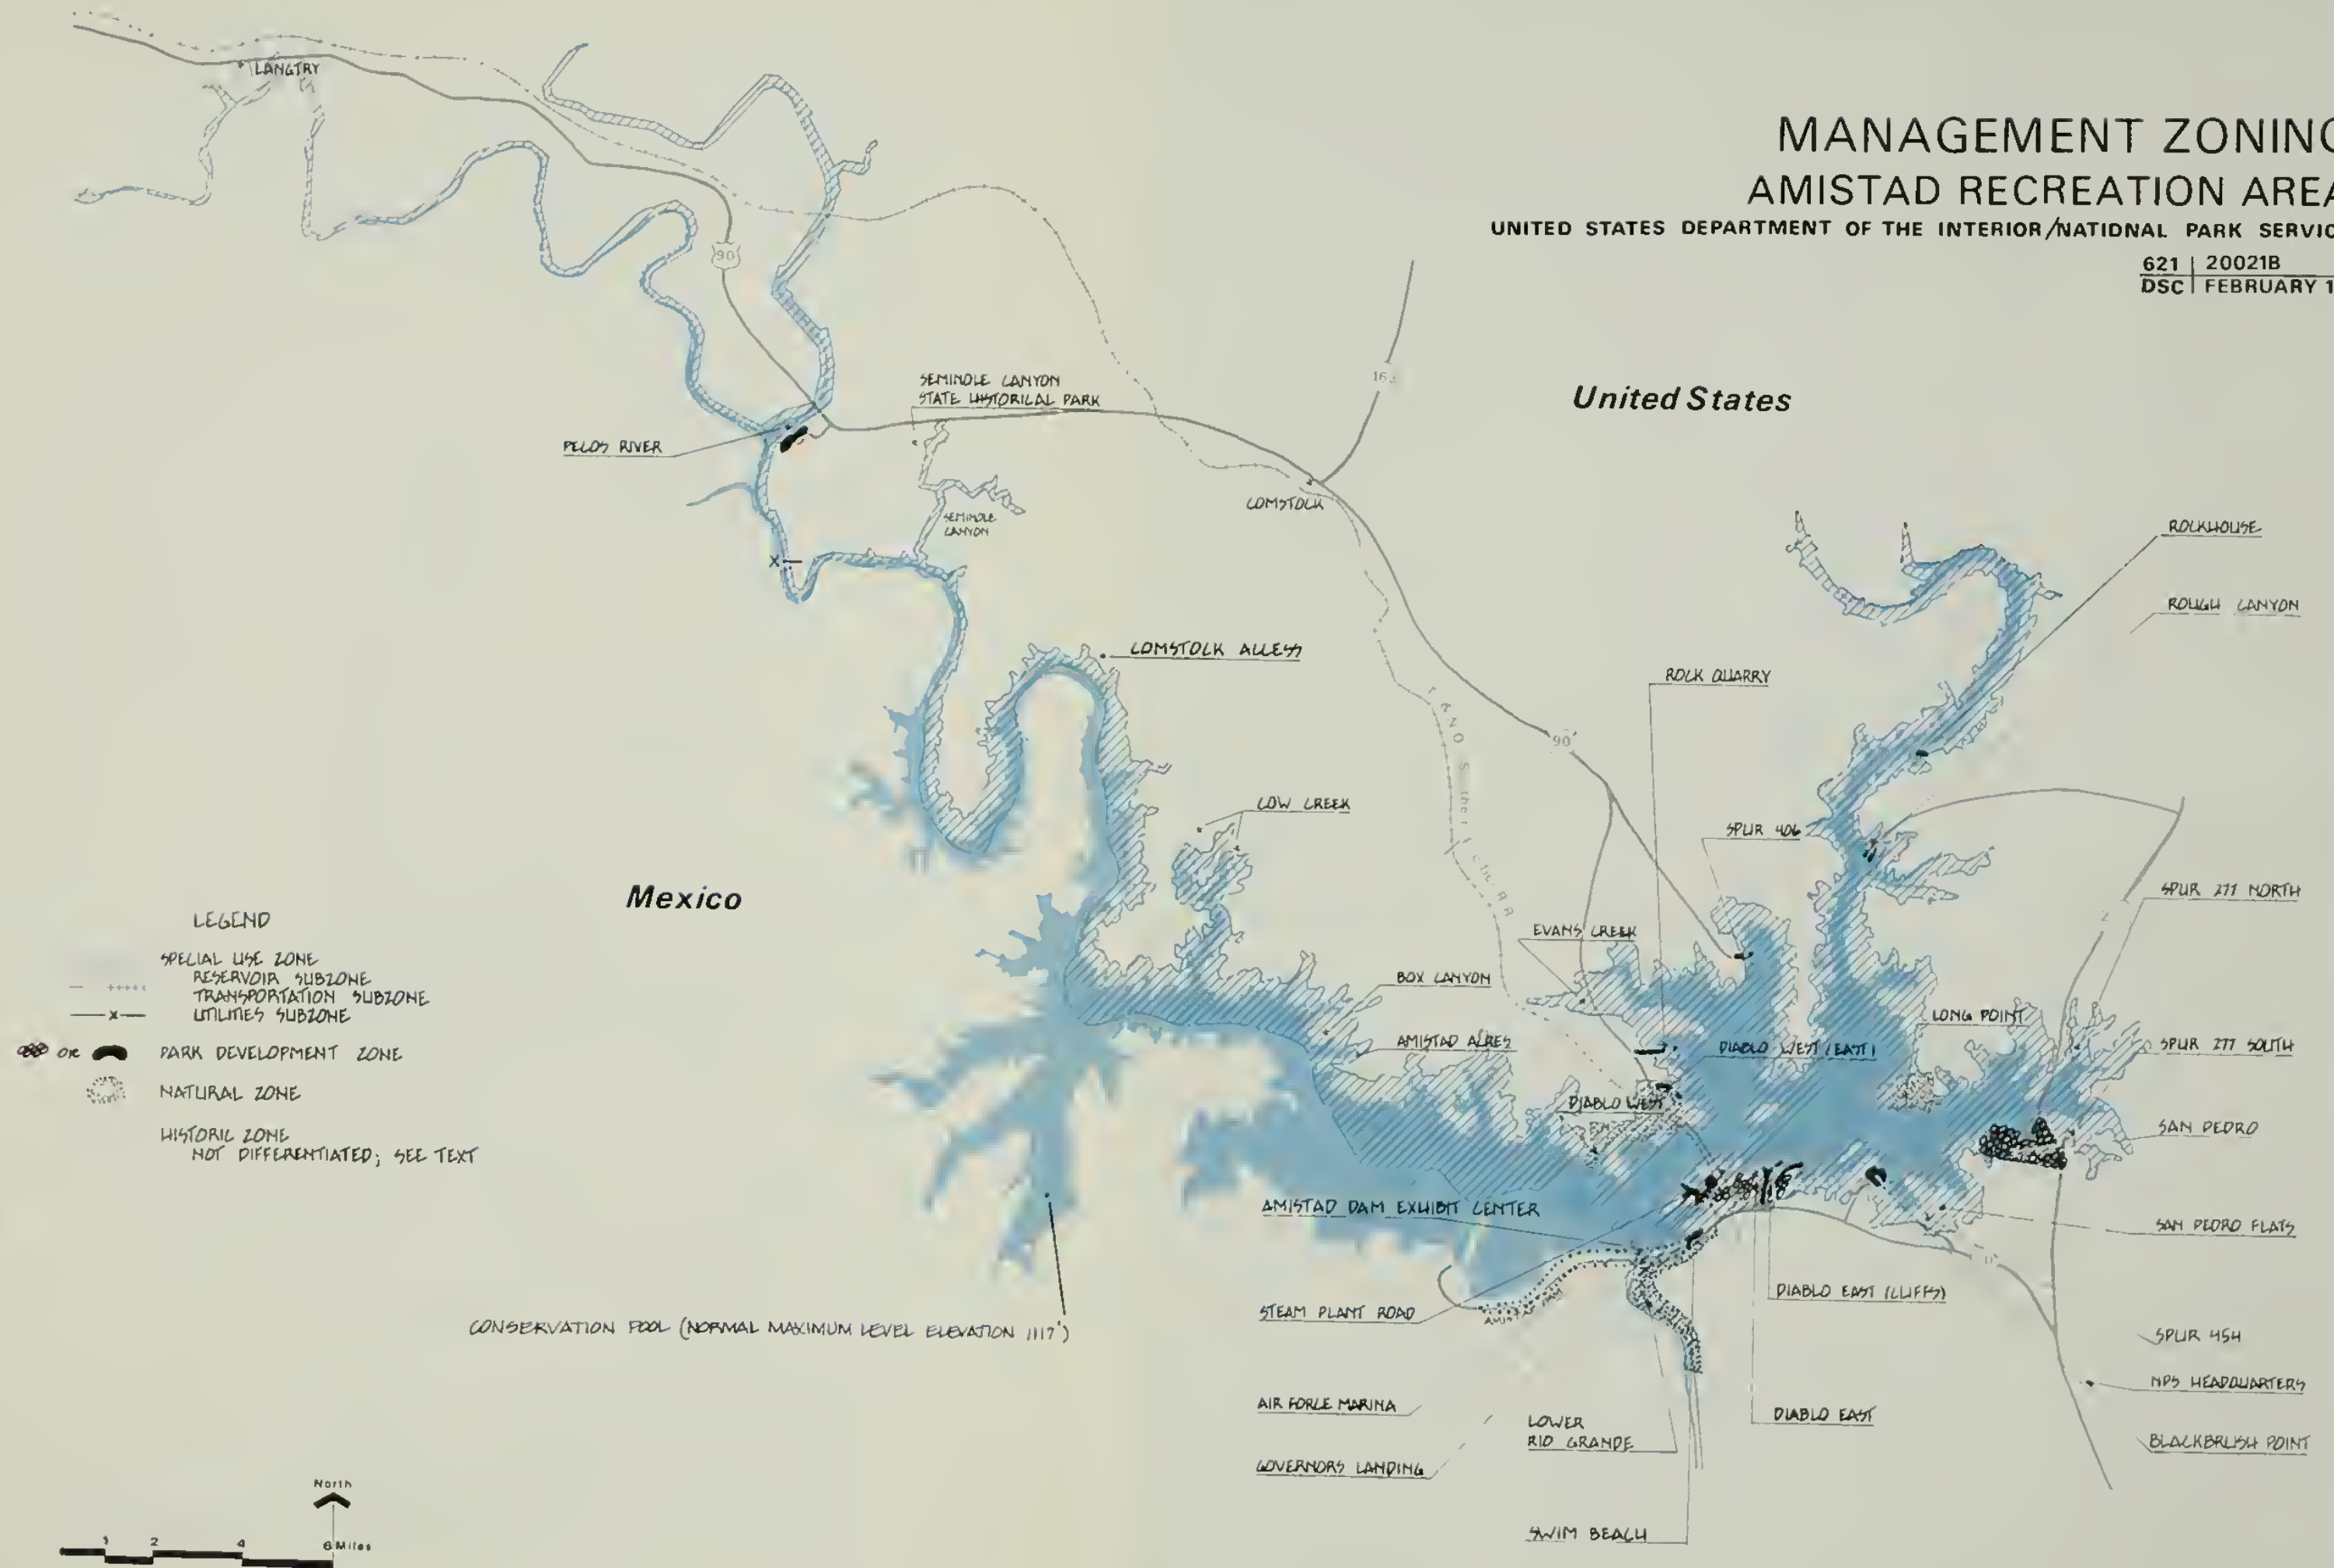 MANAGEMENT ZONING
AMISTAD RECREATION AREA
UNITED STATES DEPARTMENT OF THE INTERIOR/NATIONAL PARK SERVIC
621 | 20021B
DSC | FEBRUARY 1
LANGTRY
90
SEMINOLE CANYON
STATE HISTORICAL PARK
PECOS RIVER
SEMINOLE
CANYON
X
163
United States
COMSTOCK
ROCKHOUSE
ROUGH CANYON
COMSTOCK ACCESS
ROCK QUARRY
90
COW CREEK
SPUR 406
Mexico
SPUR 277 NORTH
EVANS CREEK
BOX CANYON
LONG POINT
AMISTAD ACRES
DIABLO WEST (EAST)
SPUR 277 SOUTH
DIABLO WEST
SAN PEDRO
AMISTAD DAM EXHIBIT CENTER
SAN PEDRO FLATS
DIABLO EAST (CLIFFS)
STEAM PLANT ROAD
SPUR 454
NPS HEADQUARTERS
AIR FORCE MARINA
LOWER
RIO GRANDE
DIABLO EAST
BLACKBRUSH POINT
GOVERNORS LANDING
SWIM BEACH
CONSERVATION POOL (NORMAL MAXIMUM LEVEL ELEVATION 1117')
LEGEND
SPECIAL USE ZONE
RESERVOIR SUBZONE
TRANSPORTATION SUBZONE
x UTILITIES SUBZONE
OR PARK DEVELOPMENT ZONE
NATURAL ZONE
HISTORIC ZONE
NOT DIFFERENTIATED; SEE TEXT
North
1 2 4 6 Miles